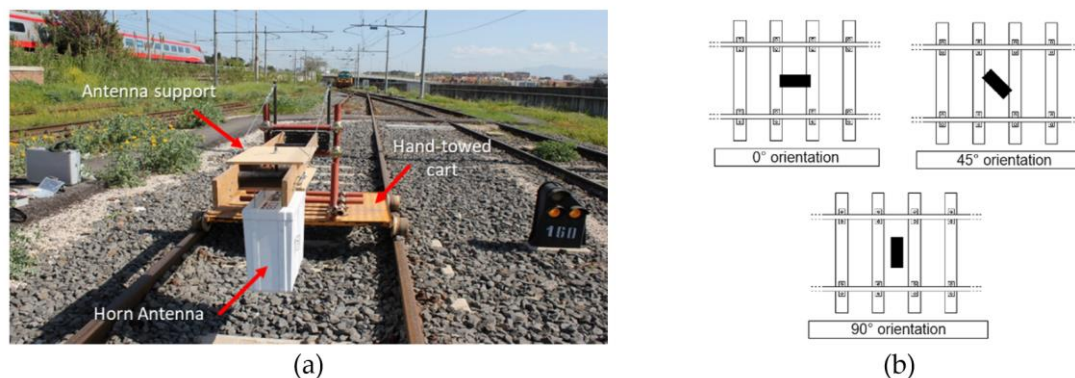 Antenna support
Hand-towed
cart
160
Horn Antenna
(a)
0° orientation
45° orientation
90° orientation
(b)